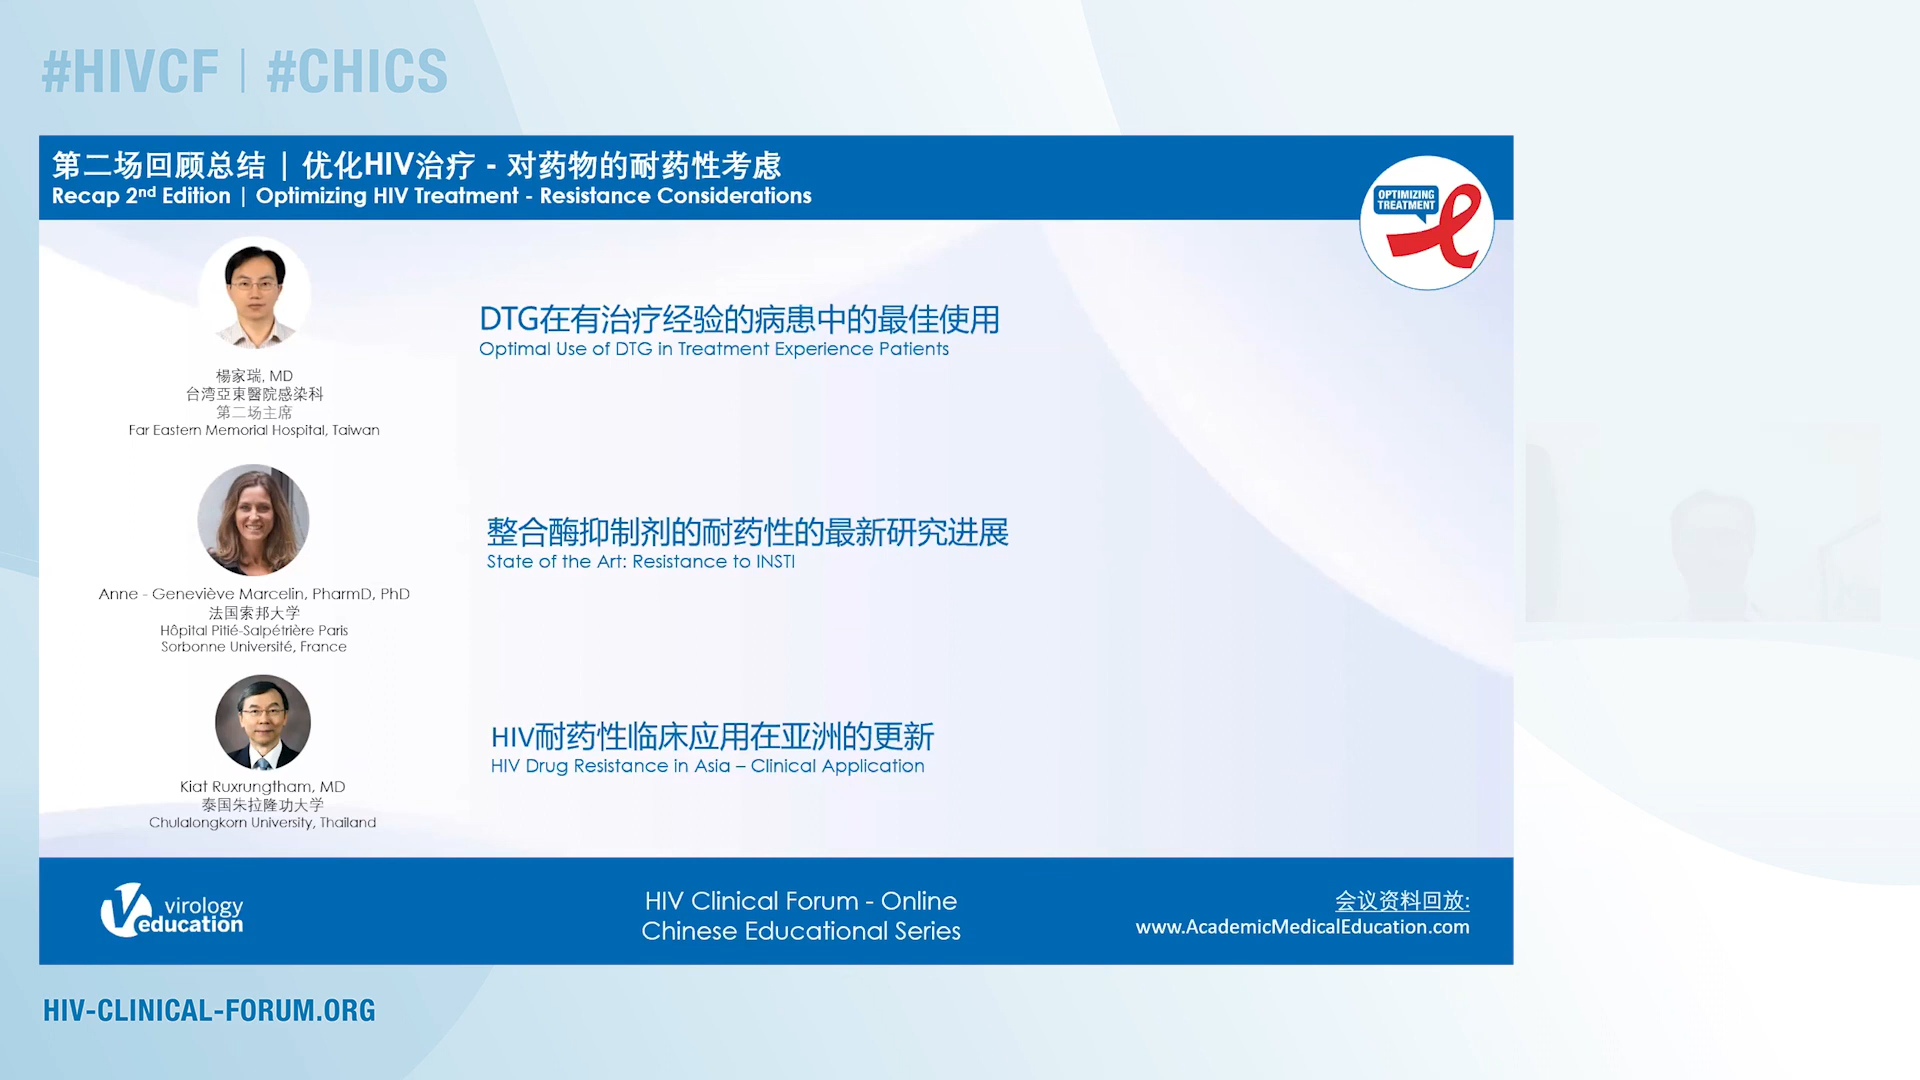 #HIVCF | #CHICS
第二场回顾总结 | 优化HIV治疗 - 对药物的耐药性考虑
Recap 2nd Edition | Optimizing HIV Treatment - Resistance Considerations
OPTIMIZING
TREATMENT
楊家瑞, MD
台湾亞東醫院感染科
第二场主席
Far Eastern Memorial Hospital, Taiwan
DTG在有治疗经验的病患中的最佳使用
Optimal Use of DTG in Treatment Experience Patients
Anne - Geneviève Marcelin, PharmD, PhD
法国索邦大学
Hôpital Pitié-Salpétrière Paris
Sorbonne Université, France
整合酶抑制剂的耐药性的最新研究进展
State of the Art: Resistance to INSTI
Kiat Ruxrungtham, MD
泰国朱拉隆功大学
Chulalongkorn University, Thailand
HIV耐药性临床应用在亚洲的更新
HIV Drug Resistance in Asia – Clinical Application
virology
education
HIV Clinical Forum - Online
Chinese Educational Series
会议资料回放:
www.AcademicMedicalEducation.com
HIV-CLINICAL-FORUM.ORG